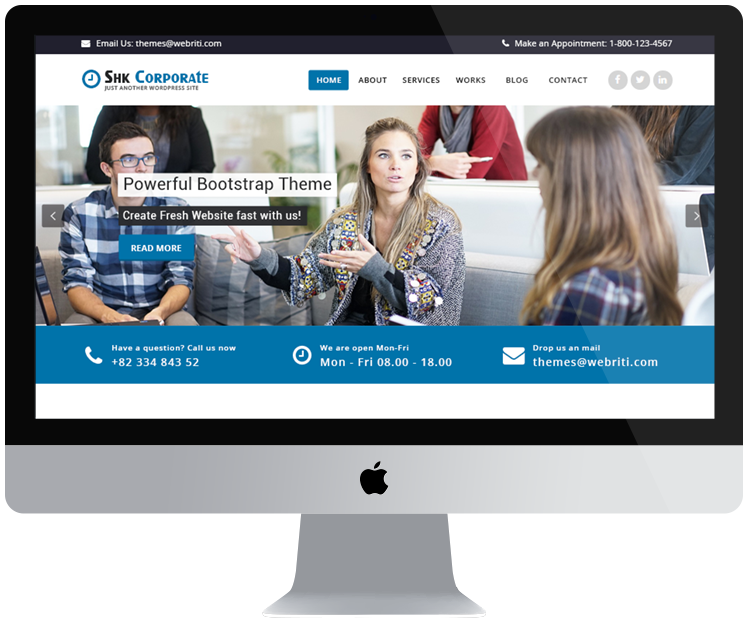 Email Us: themes@webriti.com
Make an Appointment: 1-800-123-4567
Shk Corporate
JUST ANOTHER WORDPRESS SITE
HOME ABOUT SERVICES WORKS BLOG CONTACT
Powerful Bootstrap Theme
Create Fresh Website fast with us!
READ MORE
Have a question? Call us now
+82 334 843 52
We are open Mon-Fri
Mon - Fri 08.00 - 18.00
Drop us an mail
themes@webriti.com